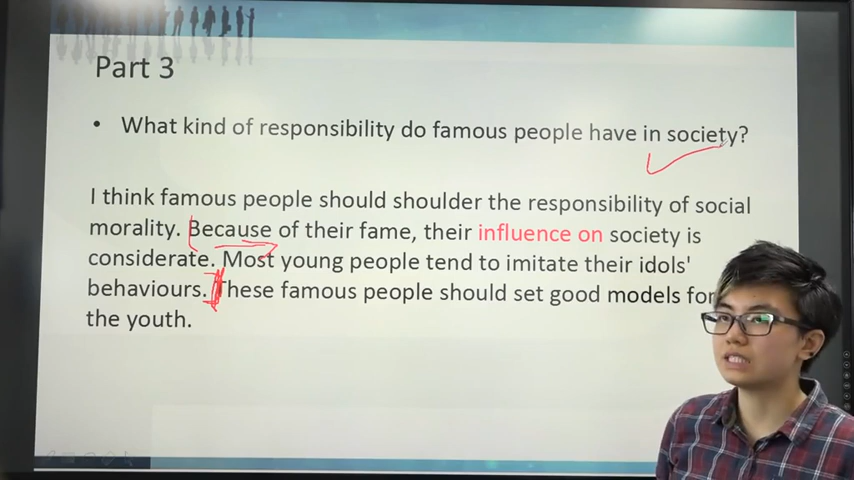 Part 3
• What kind of responsibility do famous people have in society?
I think famous people should shoulder the responsibility of social
morality. Because of their fame, their influence on society is
considerate. Most young people tend to imitate their idols'
behaviours. These famous people should set good models for
the youth.